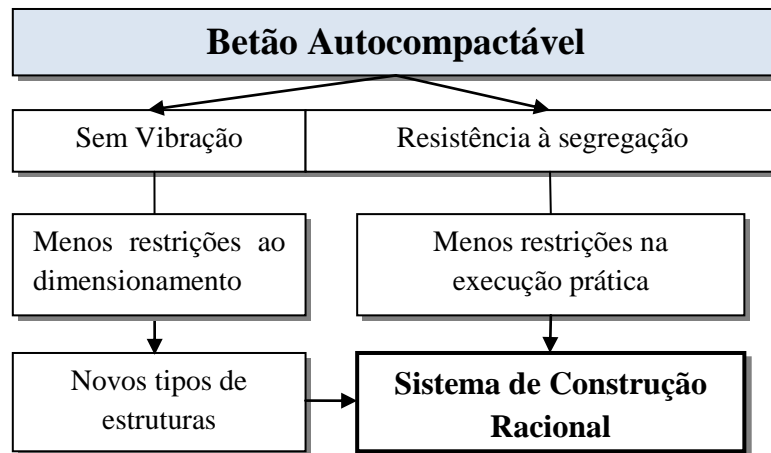 Betão Autocompactável
Sem Vibração
Resistência à segregação
Menos restrições ao
dimensionamento
Menos restrições na
execução prática
Novos tipos de
estruturas
Sistema de Construção
Racional